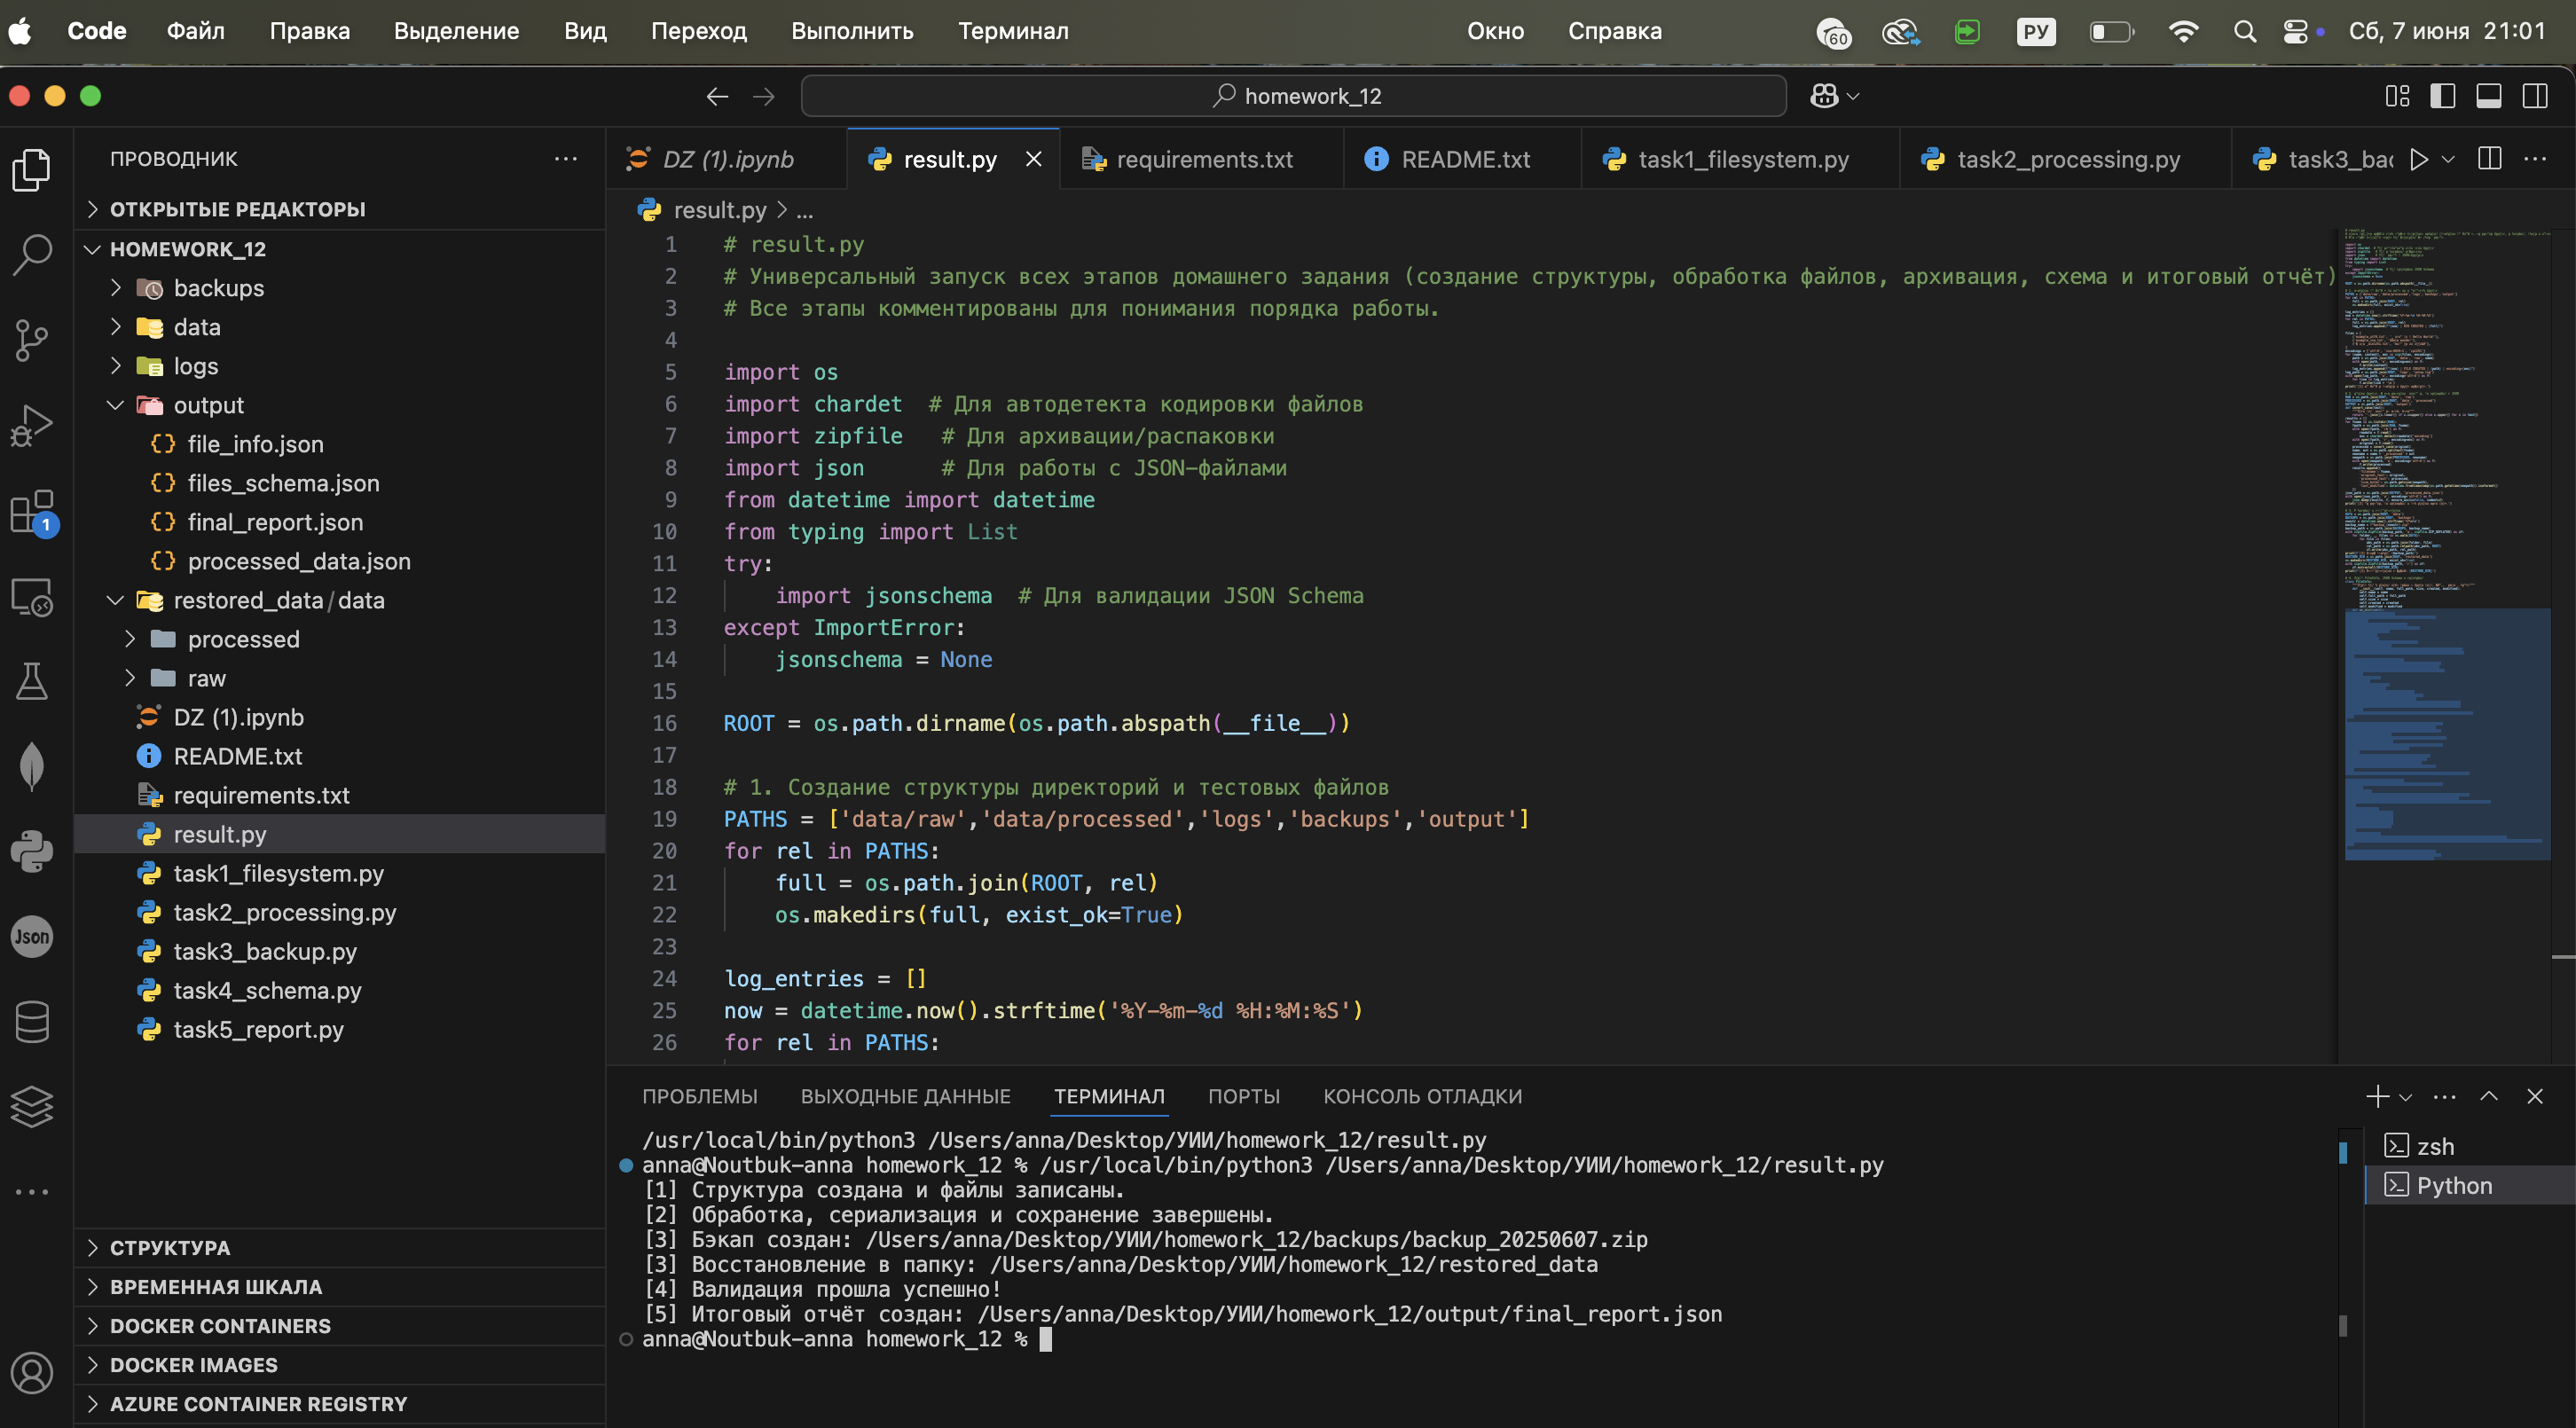 Code Файл Правка Выделение Вид Переход Выполнить Терминал Окно Справка 60 РУ Сб, 7 июня 21:01
homework_12
ПРОВОДНИК
ОТКРЫТЫЕ РЕДАКТОРЫ
HOMEWORK_12
backups
data
logs
output
file_info.json
files_schema.json
final_report.json
processed_data.json
restored_data/data
processed
raw
DZ (1).ipynb
README.txt
requirements.txt
result.py
task1_filesystem.py
task2_processing.py
task3_backup.py
task4_schema.py
task5_report.py
СТРУКТУРА
ВРЕМЕННАЯ ШКАЛА
DOCKER CONTAINERS
DOCKER IMAGES
AZURE CONTAINER REGISTRY
1
Json
DZ (1).ipynb result.py requirements.txt README.txt task1_filesystem.py task2_processing.py task3_bac
result.py > ...
1 # result.py
2 # Универсальный запуск всех этапов домашнего задания (создание структуры, обработка файлов, архивация, схема и итоговый отчёт)
3 # Все этапы комментированы для понимания порядка работы.
4
5 import os
6 import chardet  # Для автодетекта кодировки файлов
7 import zipfile   # Для архивации/распаковки
8 import json      # Для работы с JSON-файлами
9 from datetime import datetime
10 from typing import List
11 try:
12     import jsonschema  # Для валидации JSON Schema
13 except ImportError:
14     jsonschema = None
15
16 ROOT = os.path.dirname(os.path.abspath(__file__))
17
18 # 1. Создание структуры директорий и тестовых файлов
19 PATHS = ['data/raw','data/processed','logs','backups','output']
20 for rel in PATHS:
21     full = os.path.join(ROOT, rel)
22     os.makedirs(full, exist_ok=True)
23
24 log_entries = []
25 now = datetime.now().strftime('%Y-%m-%d %H:%M:%S')
26 for rel in PATHS:
ПРОБЛЕМЫ ВЫХОДНЫЕ ДАННЫЕ ТЕРМИНАЛ ПОРТЫ КОНСОЛЬ ОТЛАДКИ
/usr/local/bin/python3 /Users/anna/Desktop/УИИ/homework_12/result.py
anna@Noutbuk-anna homework_12 % /usr/local/bin/python3 /Users/anna/Desktop/УИИ/homework_12/result.py
[1] Структура создана и файлы записаны.
[2] Обработка, сериализация и сохранение завершены.
[3] Бэкап создан: /Users/anna/Desktop/УИИ/homework_12/backups/backup_20250607.zip
[3] Восстановление в папку: /Users/anna/Desktop/УИИ/homework_12/restored_data
[4] Валидация прошла успешно!
[5] Итоговый отчёт создан: /Users/anna/Desktop/УИИ/homework_12/output/final_report.json
anna@Noutbuk-anna homework_12 %
zsh
Python